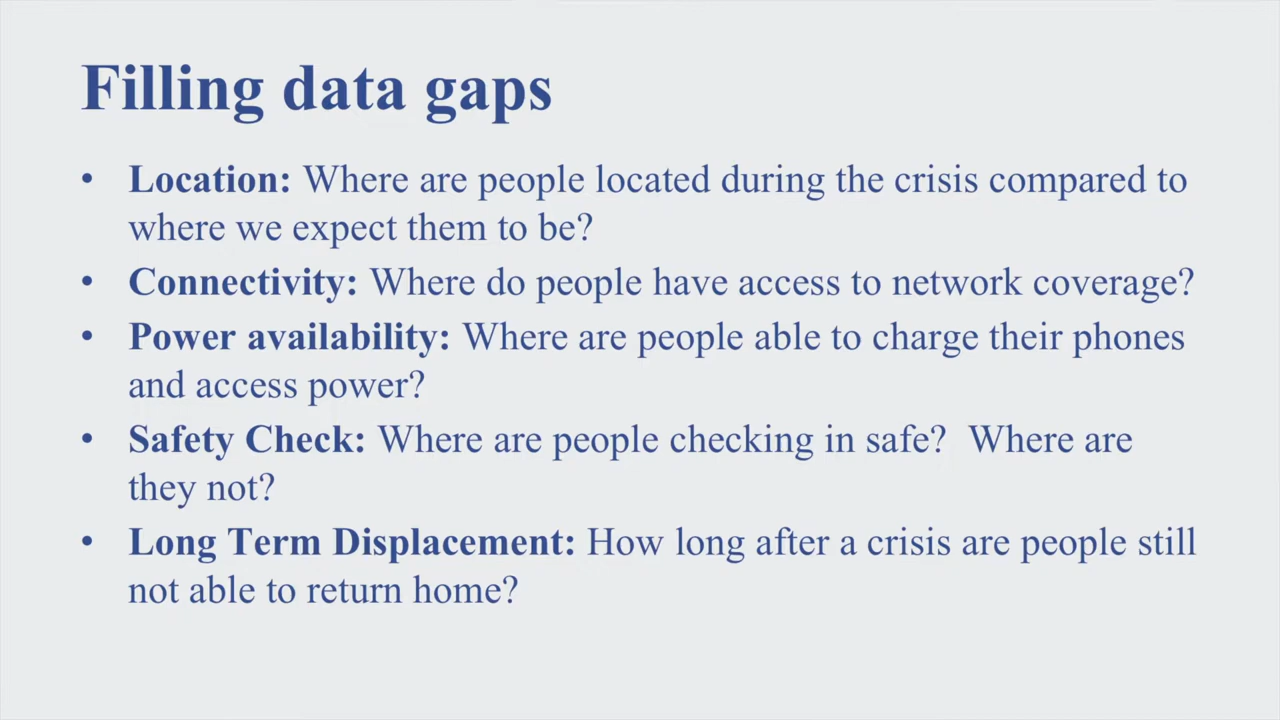 Filling data gaps
• Location: Where are people located during the crisis compared to
where we expect them to be?
• Connectivity: Where do people have access to network coverage?
• Power availability: Where are people able to charge their phones
and access power?
• Safety Check: Where are people checking in safe?  Where are
they not?
• Long Term Displacement: How long after a crisis are people still
not able to return home?